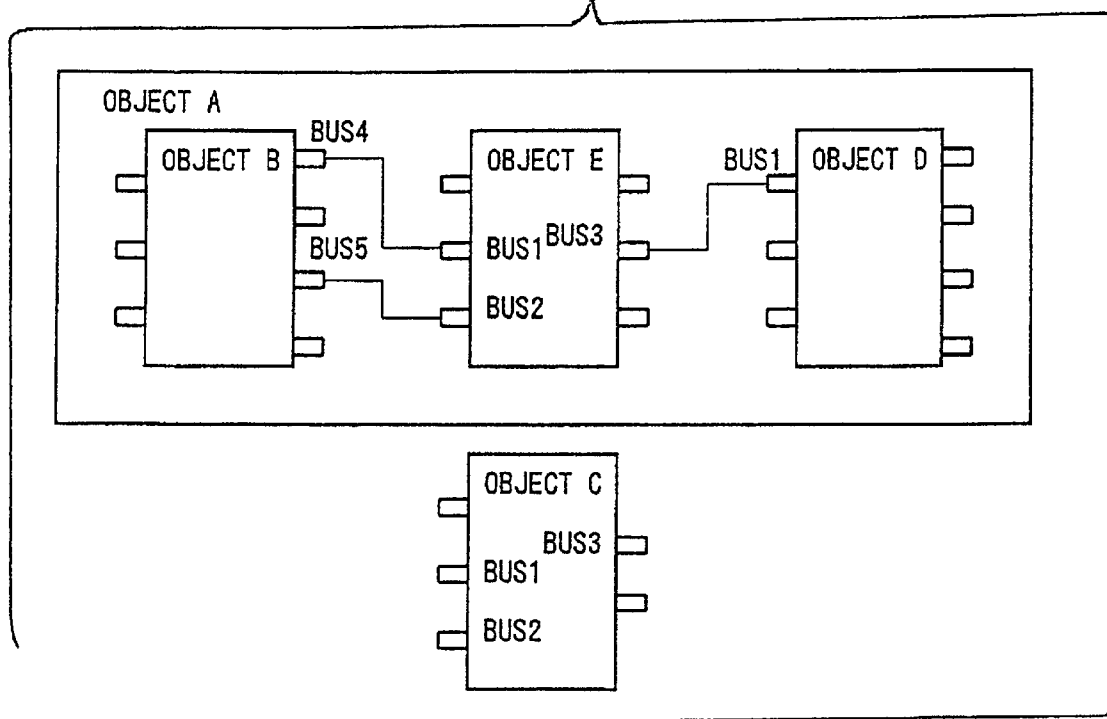 OBJECT A
OBJECT B
BUS4
BUS5
OBJECT E
BUS1
BUS3
BUS2
BUS1
OBJECT D
OBJECT C
BUS3
BUS1
BUS2